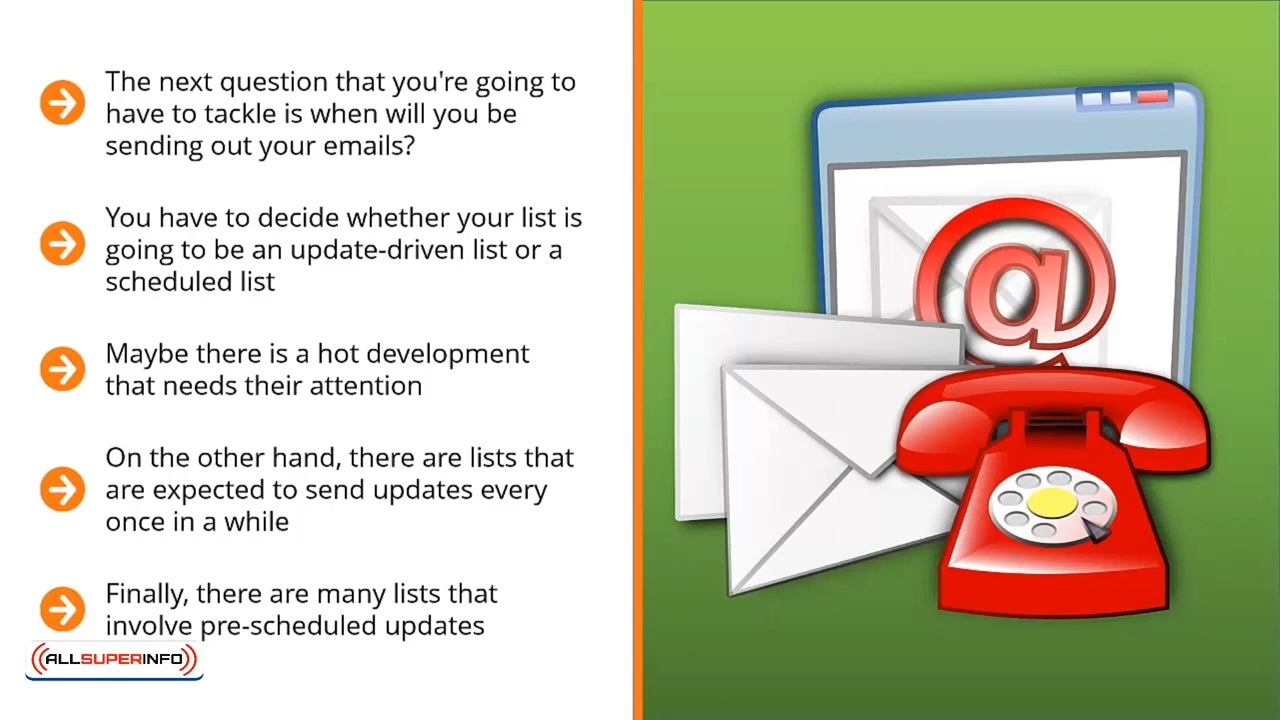 The next question that you're going to
have to tackle is when will you be
sending out your emails?
You have to decide whether your list is
going to be an update-driven list or a
scheduled list
Maybe there is a hot development
that needs their attention
On the other hand, there are lists that
are expected to send updates every
once in a while
Finally, there are many lists that
involve pre-scheduled updates
ALLSUPERINFO
@